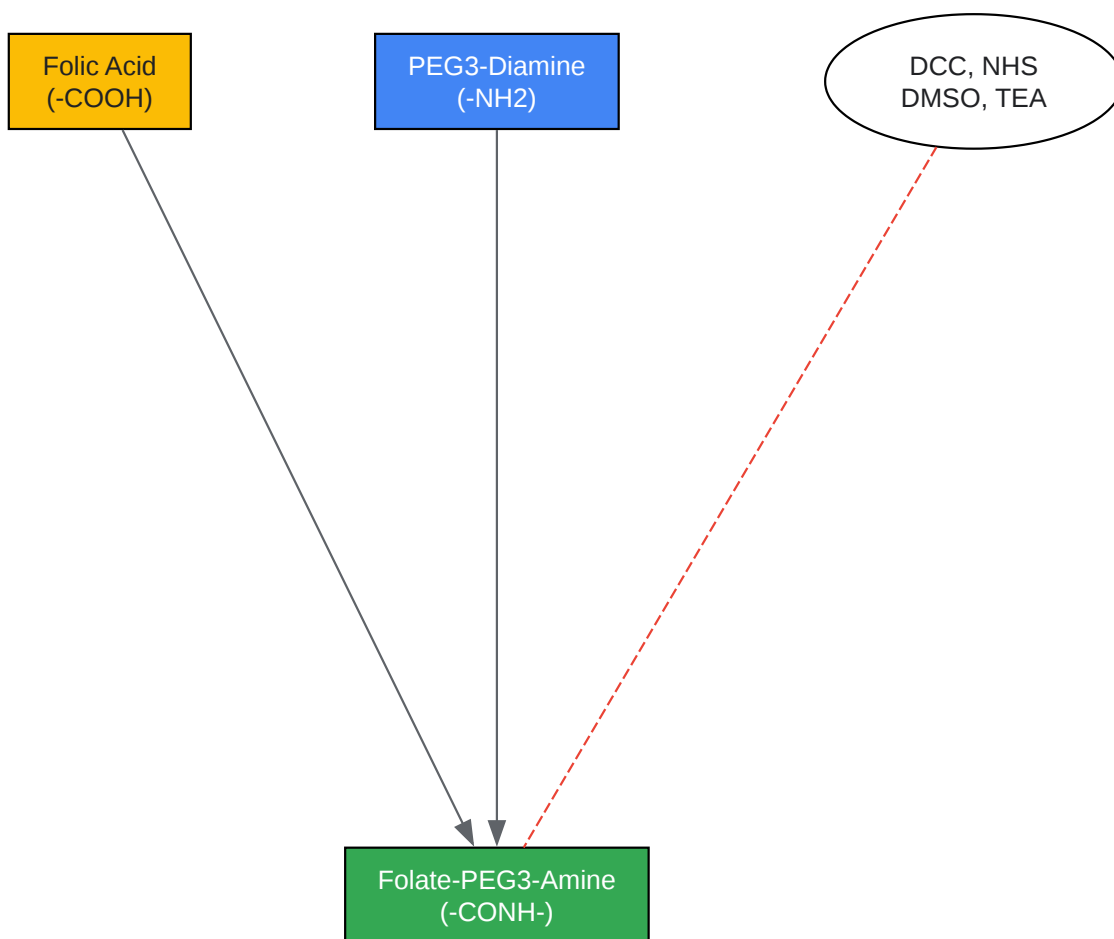 Folic Acid
(-COOH)
PEG3-Diamine
(-NH2)
DCC, NHS
DMSO, TEA
Folate-PEG3-Amine
(-CONH-)